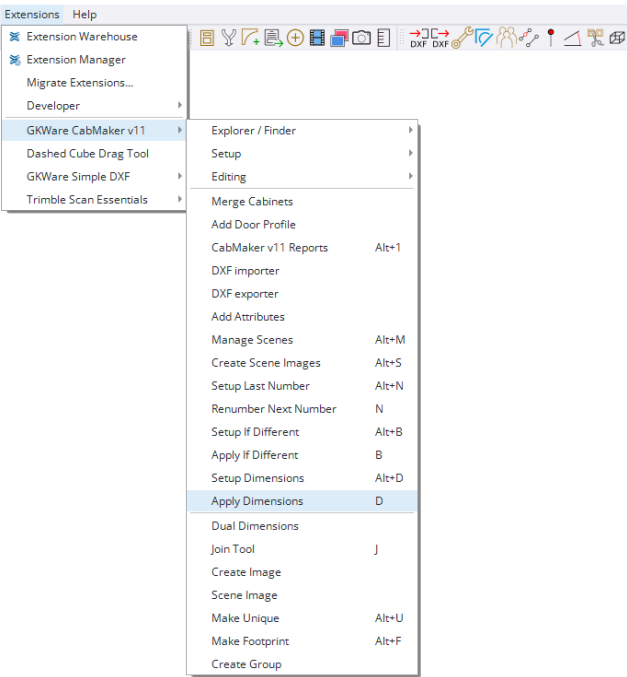 Extensions Help
Extension Warehouse
Extension Manager
Migrate Extensions...
Developer
GKWare CabMaker v11
Dashed Cube Drag Tool
GKWare Simple DXF
Trimble Scan Essentials
DXF DXF
Explorer / Finder
Setup
Editing
Merge Cabinets
Add Door Profile
CabMaker v11 Reports Alt+1
DXF importer
DXF exporter
Add Attributes
Manage Scenes Alt+M
Create Scene Images Alt+S
Setup Last Number Alt+N
Renumber Next Number N
Setup If Different Alt+B
Apply If Different B
Setup Dimensions Alt+D
Apply Dimensions D
Dual Dimensions
Join Tool J
Create Image
Scene Image
Make Unique Alt+U
Make Footprint Alt+F
Create Group